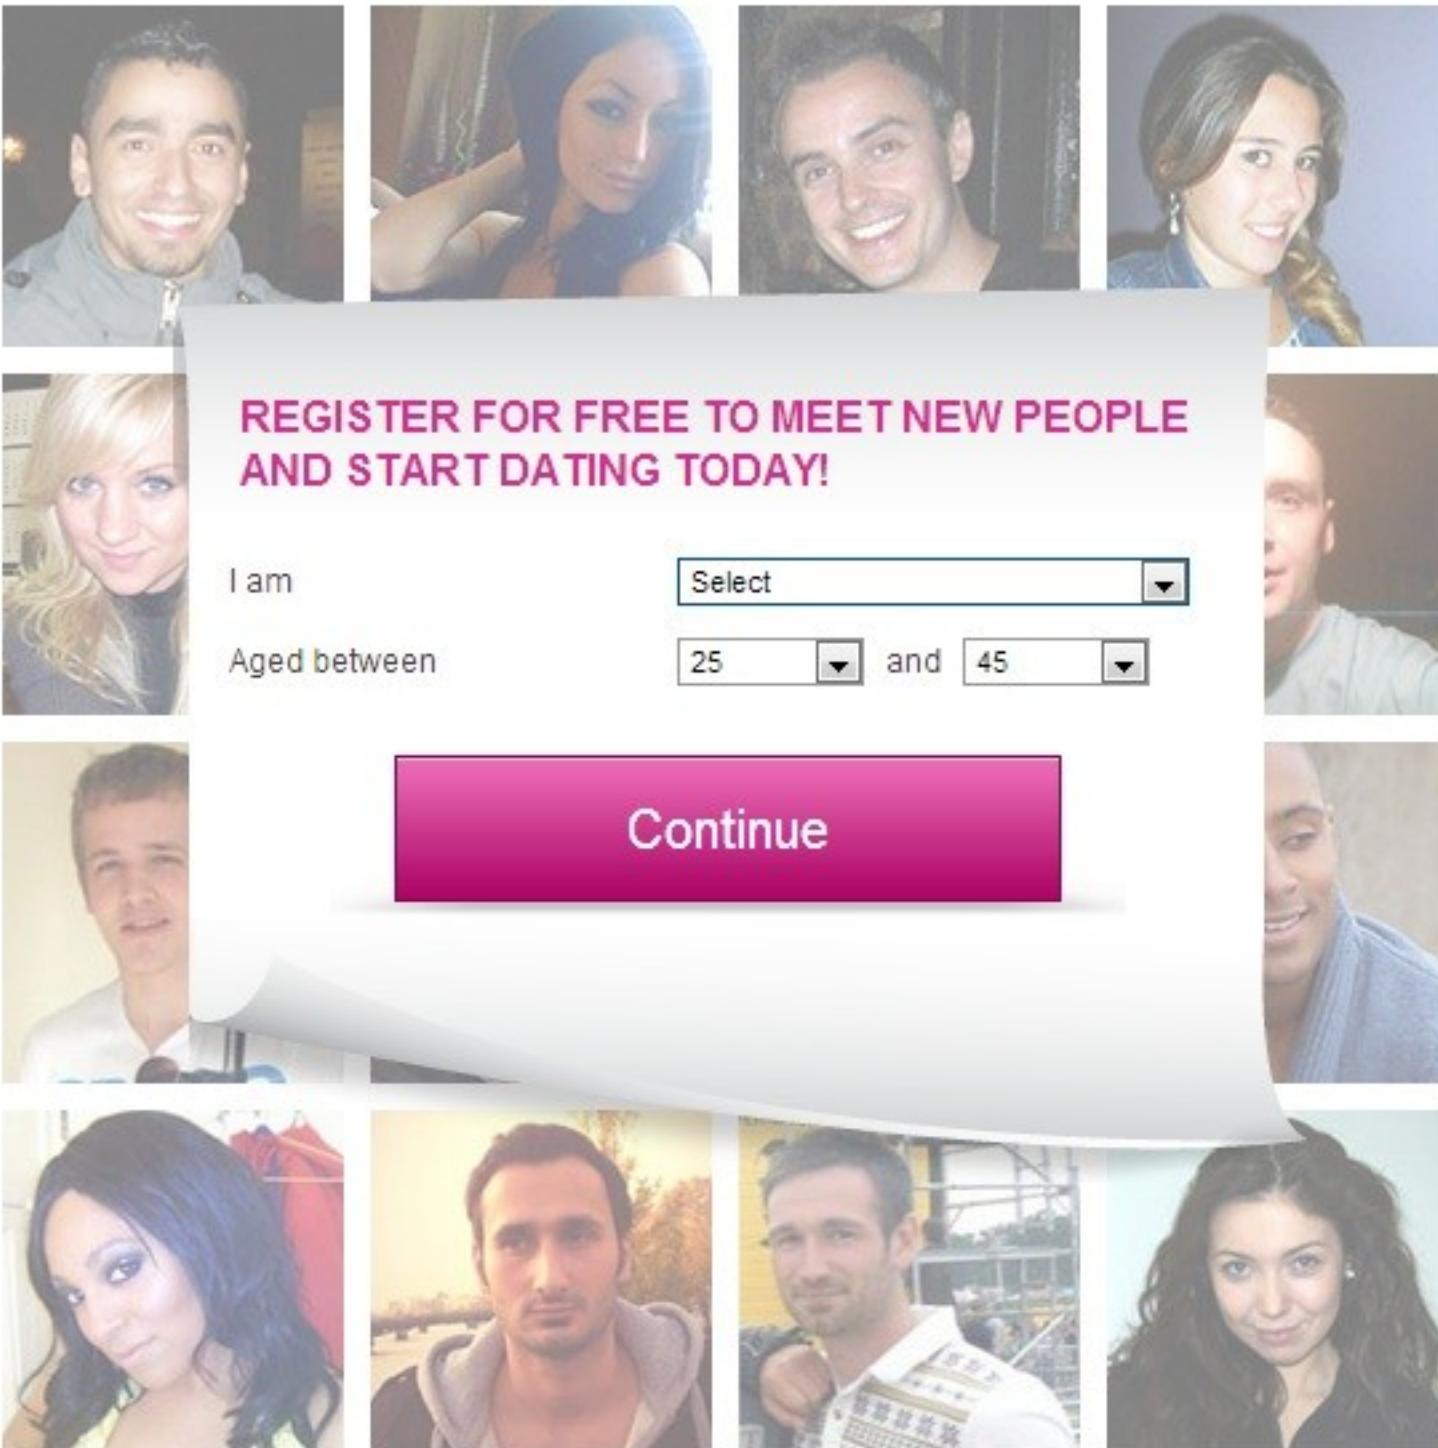 REGISTER FOR FREE TO MEET NEW PEOPLE
AND START DATING TODAY!
I am Select
Aged between 25 and 45
Continue